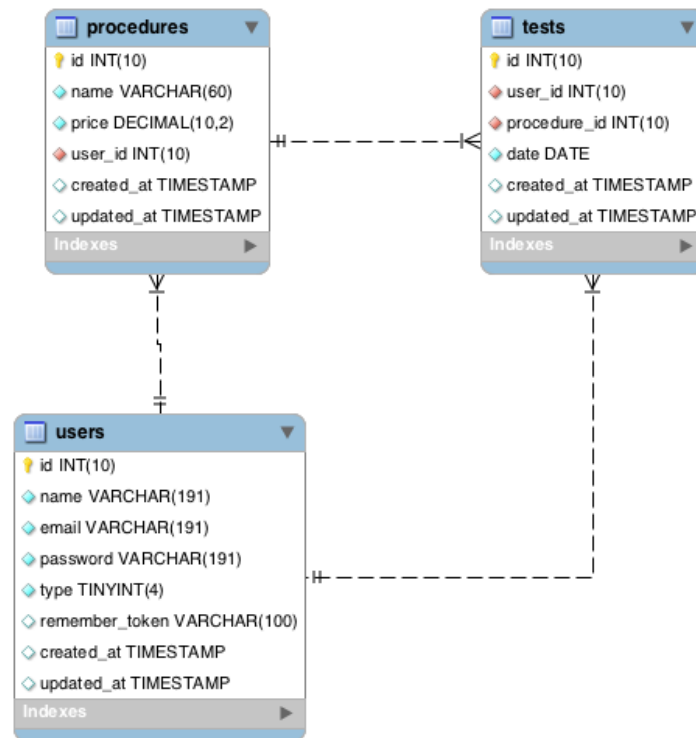 procedures
id INT(10)
name VARCHAR(60)
price DECIMAL(10,2)
user_id INT(10)
created_at TIMESTAMP
updated_at TIMESTAMP
Indexes
tests
id INT(10)
user_id INT(10)
procedure_id INT(10)
date DATE
created_at TIMESTAMP
updated_at TIMESTAMP
Indexes
users
id INT(10)
name VARCHAR(191)
email VARCHAR(191)
password VARCHAR(191)
type TINYINT(4)
remember_token VARCHAR(100)
created_at TIMESTAMP
updated_at TIMESTAMP
Indexes